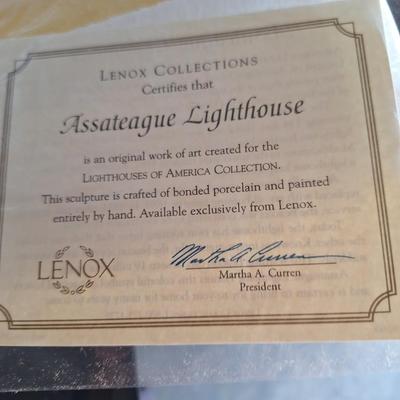 LENOX COLLECTIONS
Certifies that
Assateague Lighthouse
is an original work of art created for the
LIGHTHOUSES OF AMERICA COLLECTION.
This sculpture is crafted of bonded porcelain and painted
entirely by hand. Available exclusively from Lenox.
LENOX
Martha A. Curren
Martha A. Curren
President